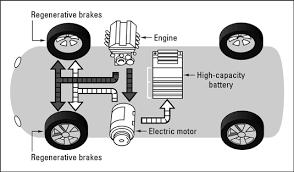 Regenerative brakes
Engine
High-capacity
battery
Electric motor
Regenerative brakes